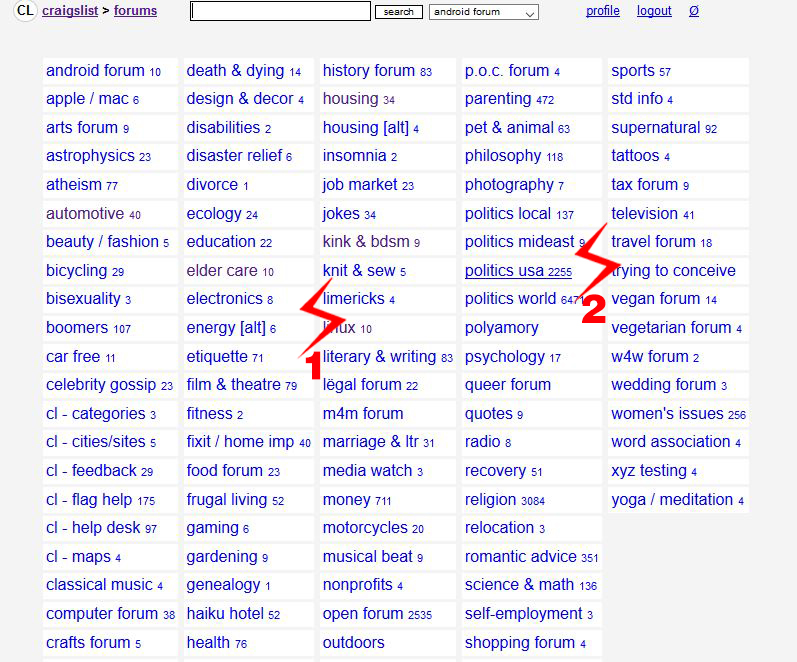 CL craigslist > forums search android forum profile logout Ø
android forum 10
apple / mac 6
arts forum 9
astrophysics 23
atheism 77
automotive 40
beauty / fashion 5
bicycling 29
bisexuality 3
boomers 107
car free 11
celebrity gossip 23
cl - categories 3
cl - cities/sites 5
cl - feedback 29
cl - flag help 175
cl - help desk 97
cl - maps 4
classical music 4
computer forum 38
crafts forum 5
death & dying 14
design & decor 4
disabilities 2
disaster relief 6
divorce 1
ecology 24
education 22
elder care 10
electronics 8
energy [alt] 6
etiquette 71
film & theatre 79
fitness 2
fixit / home imp 40
food forum 23
frugal living 52
gaming 6
gardening 9
genealogy 1
haiku hotel 52
health 76
history forum 83
housing 34
housing [alt] 4
insomnia 2
job market 23
jokes 34
kink & bdsm 9
knit & sew 5
limericks 4
linux 10
1
literary & writing 83
lëgal forum 22
m4m forum
marriage & ltr 31
media watch 3
money 711
motorcycles 20
musical beat 9
nonprofits 4
open forum 2535
outdoors
p.o.c. forum 4
parenting 472
pet & animal 63
philosophy 118
photography 7
politics local 137
politics mideast 9
politics usa 2255
politics world 6471
2
polyamory
psychology 17
queer forum
quotes 9
radio 8
recovery 51
religion 3084
relocation 3
romantic advice 351
science & math 136
self-employment 3
shopping forum 4
sports 57
std info 4
supernatural 92
tattoos 4
tax forum 9
television 41
travel forum 18
trying to conceive
vegan forum 14
vegetarian forum 4
w4w forum 2
wedding forum 3
women's issues 256
word association 4
xyz testing 4
yoga / meditation 4